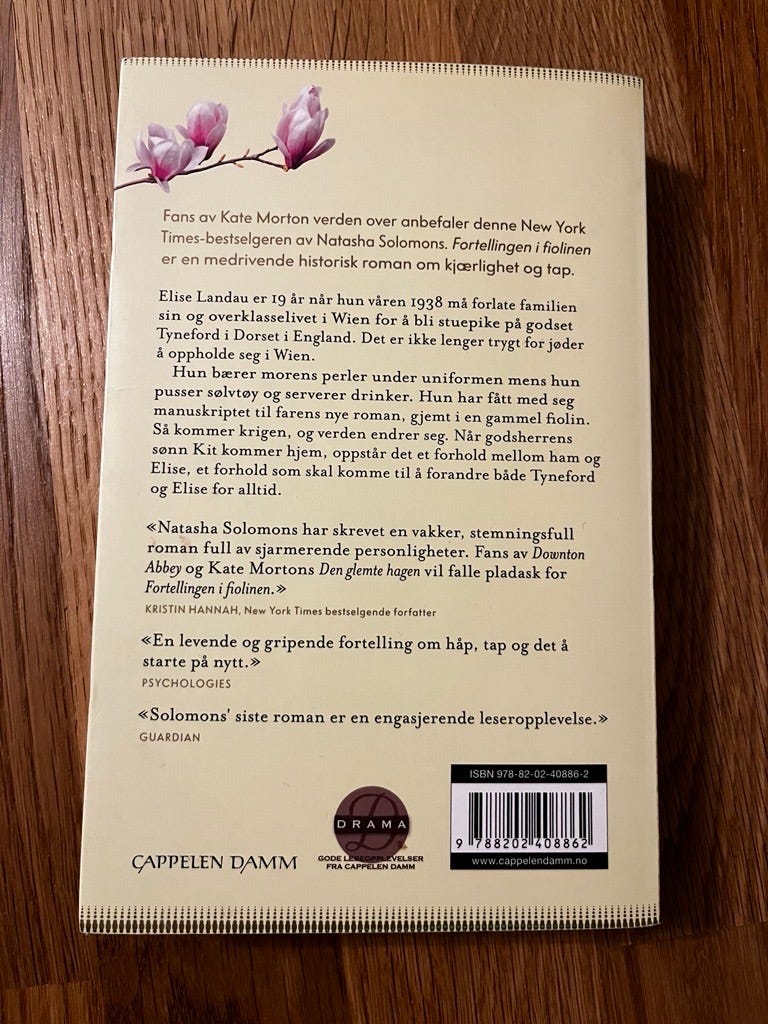 Fans av Kate Morton verden over anbefaler denne New York
Times-bestselgeren av Natasha Solomons. Fortellingen i fiolinen
er en medrivende historisk roman om kjærlighet og tap.
Elise Landau er 19 år når hun våren 1938 må forlate familien
sin og overklasselivet i Wien for å bli stuepike på godset
Tyneford i Dorset i England. Det er ikke lenger trygt for jøder
å oppholde seg i Wien.
Hun bærer morens perler under uniformen mens hun
pusser sølvtøy og serverer drinker. Hun har fått med seg
manuskriptet til farens nye roman, gjemt i en gammel fiolin.
Så kommer krigen, og verden endrer seg. Når godsherrens
sønn Kit kommer hjem, oppstår det et forhold mellom ham og
Elise, et forhold som skal komme til å forandre både Tyneford
og Elise for alltid.
«Natasha Solomons har skrevet en vakker, stemningsfull
roman full av sjarmerende personligheter. Fans av Downton
Abbey og Kate Mortons Den glemte hagen vil falle pladask for
Fortellingen i fiolinen.»
KRISTIN HANNAH, New York Times bestselgende forfatter
«En levende og gripende fortelling om håp, tap og det å
starte på nytt.»
PSYCHOLOGIES
«Solomons' siste roman er en engasjerende leseropplevelse.»
GUARDIAN
ISBN 978-82-02-40886-2
9 788202 408862
www.cappelendamm.no
D
DRAMA
GODE LESEOPPLEVELSER
FRA CAPPELEN DAMM
CAPPELEN DAMM